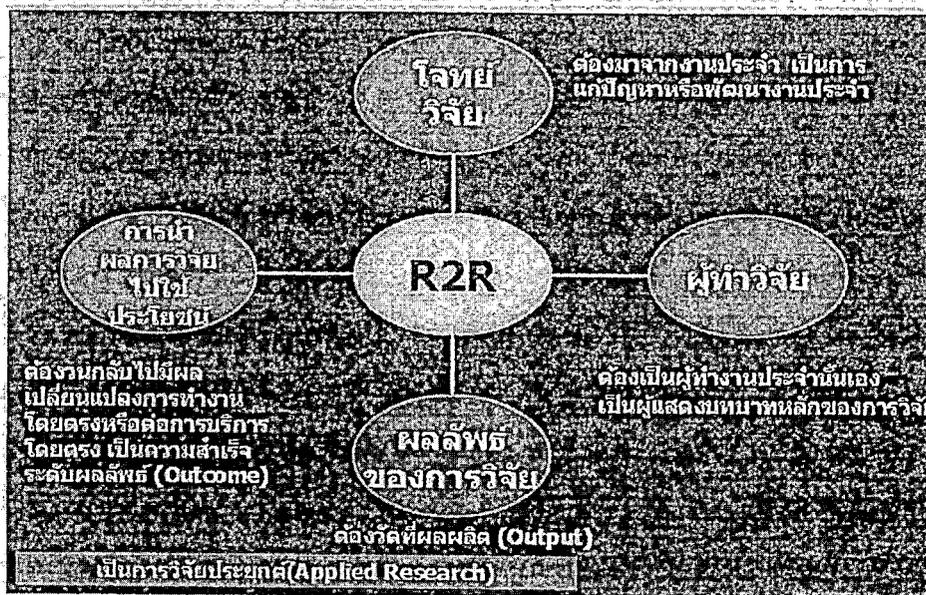 โจทย์
วิจัย
ต้องมาจากงานประจำ เป็นการ
แก้ปัญหาหรือพัฒนางานประจำ
การนำ
ผลการวิจัย
ไปใช้
ประโยชน์
R2R
ผู้ทำวิจัย
ต้องวนกลับไปมีผล
เปลี่ยนแปลงการทำงาน
โดยตรงหรือต่อการบริการ
โดยตรง เป็นความสำเร็จ
ระดับผลลัพธ์ (Outcome)
ต้องเป็นผู้ทำงานประจำนั่นเอง
เป็นผู้แสดงบทบาทหลักของการวิจัย
ผลลัพธ์
ของการวิจัย
ต้องวัดที่ผลผลิต (Output)
เป็นการวิจัยประยุกต์(Applied Research)